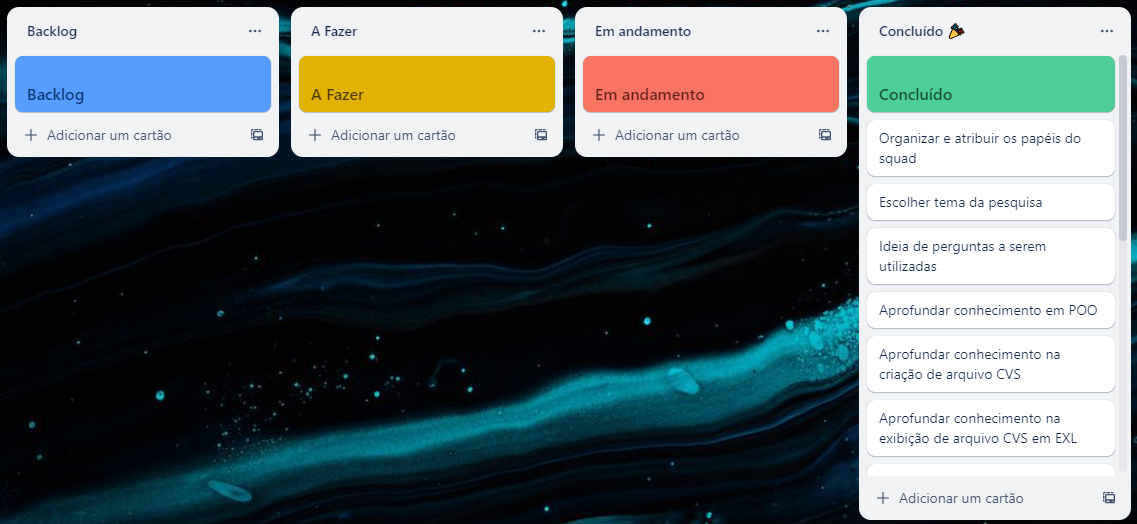 Backlog
Backlog
Adicionar um cartão
A Fazer
A Fazer
Adicionar um cartão
Em andamento
Em andamento
Adicionar um cartão
Concluído 🎉
Concluído
Organizar e atribuir os papéis do
squad
Escolher tema da pesquisa
Ideia de perguntas a serem
utilizadas
Aprofundar conhecimento em POO
Aprofundar conhecimento na
criação de arquivo CVS
Aprofundar conhecimento na
exibição de arquivo CVS em EXL
Adicionar um cartão